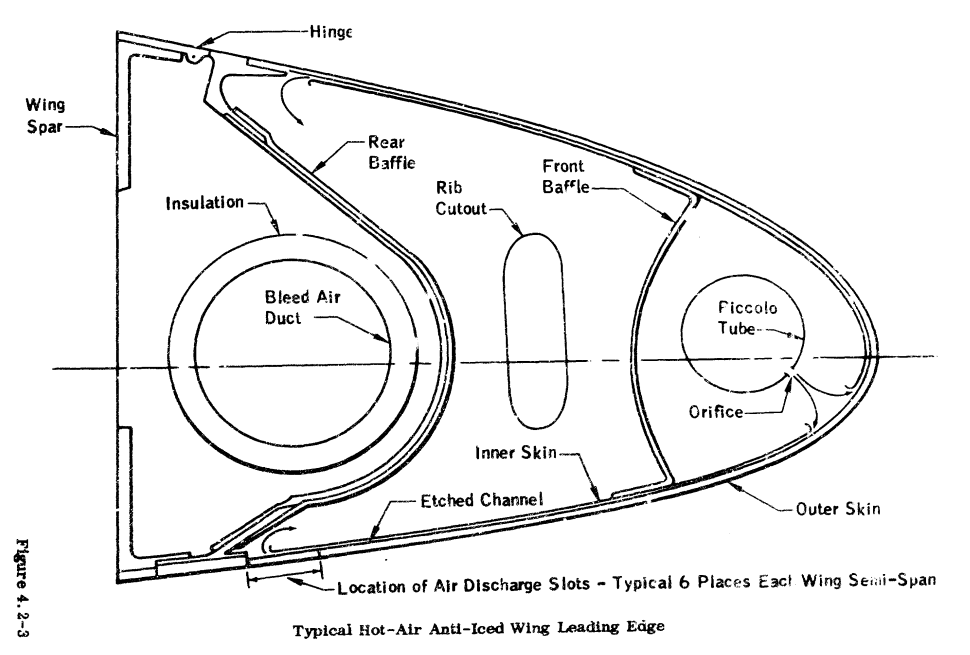 Hinge
Wing
Spar
Rear
Baffle
Front
Baffle
Rib
Cutout
Insulation
Bleed Air
Duct
Piccolo
Tube
Orifice
Inner Skin
Etched Channel
Outer Skin
Location of Air Discharge Slots - Typical 6 Places Each Wing Semi-Span
Figure 4.2-3
Typical Hot-Air Anti-Iced Wing Leading Edge